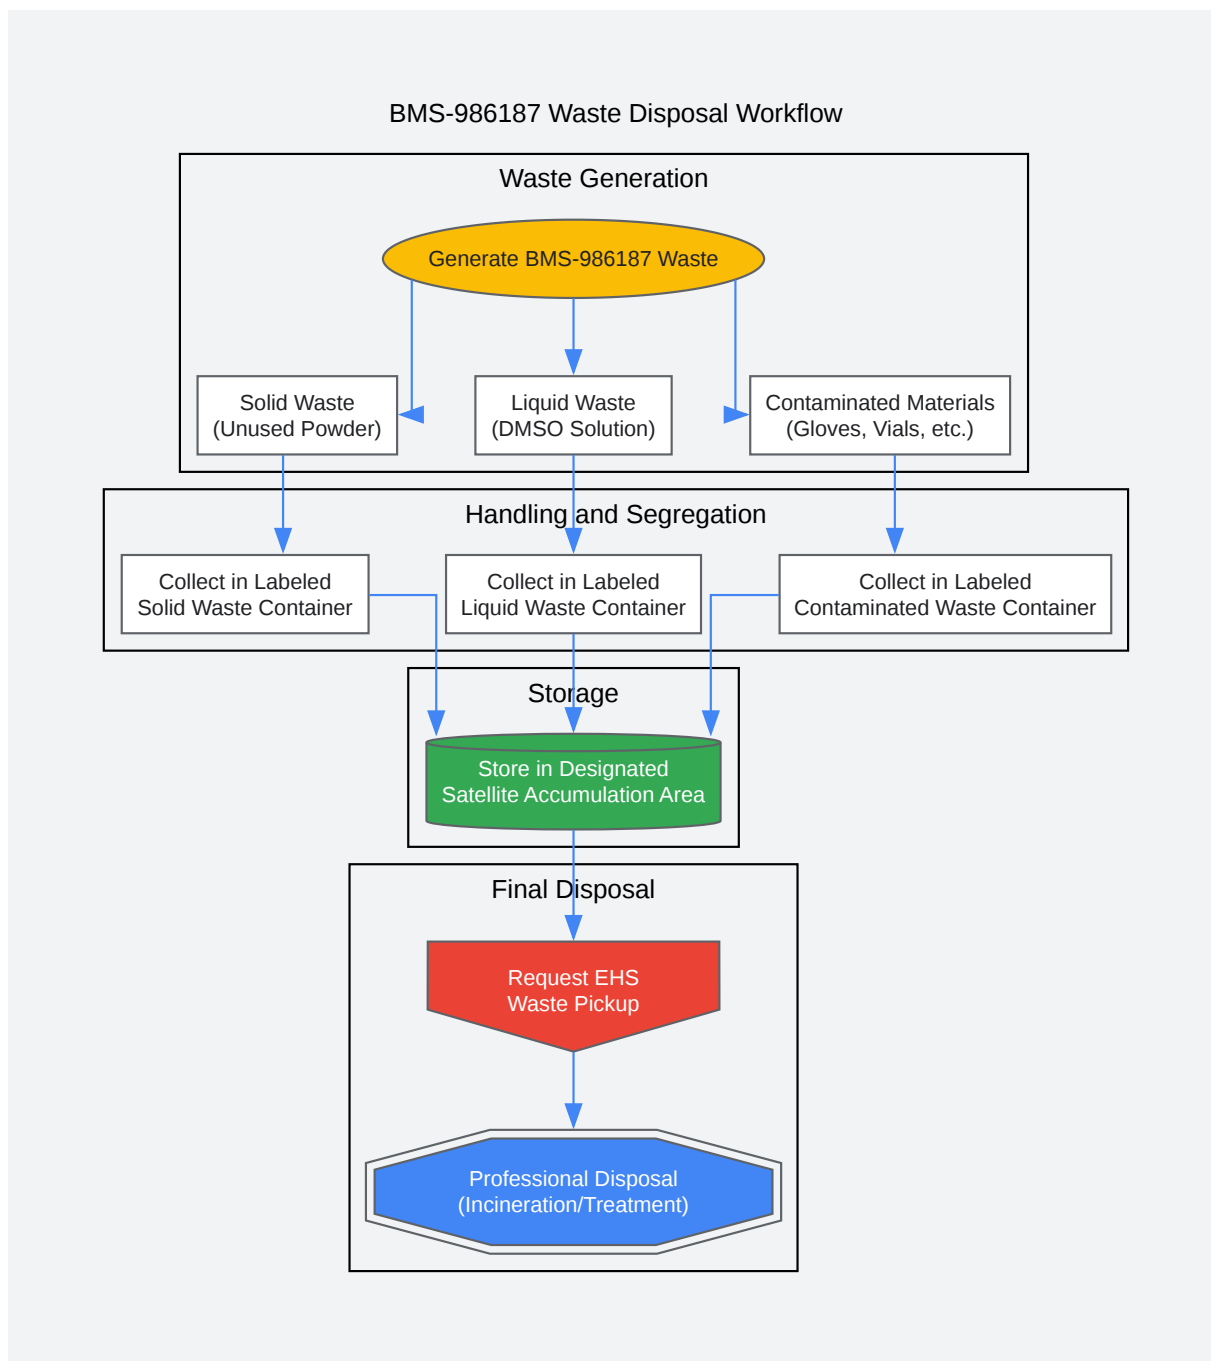 BMS-986187 Waste Disposal Workflow
Waste Generation
Generate BMS-986187 Waste
Solid Waste
(Unused Powder)
Liquid Waste
(DMSO Solution)
Contaminated Materials
(Gloves, Vials, etc.)
Handling and Segregation
Collect in Labeled
Solid Waste Container
Collect in Labeled
Liquid Waste Container
Collect in Labeled
Contaminated Waste Container
Storage
Store in Designated
Satellite Accumulation Area
Final Disposal
Request EHS
Waste Pickup
Professional Disposal
(Incineration/Treatment)